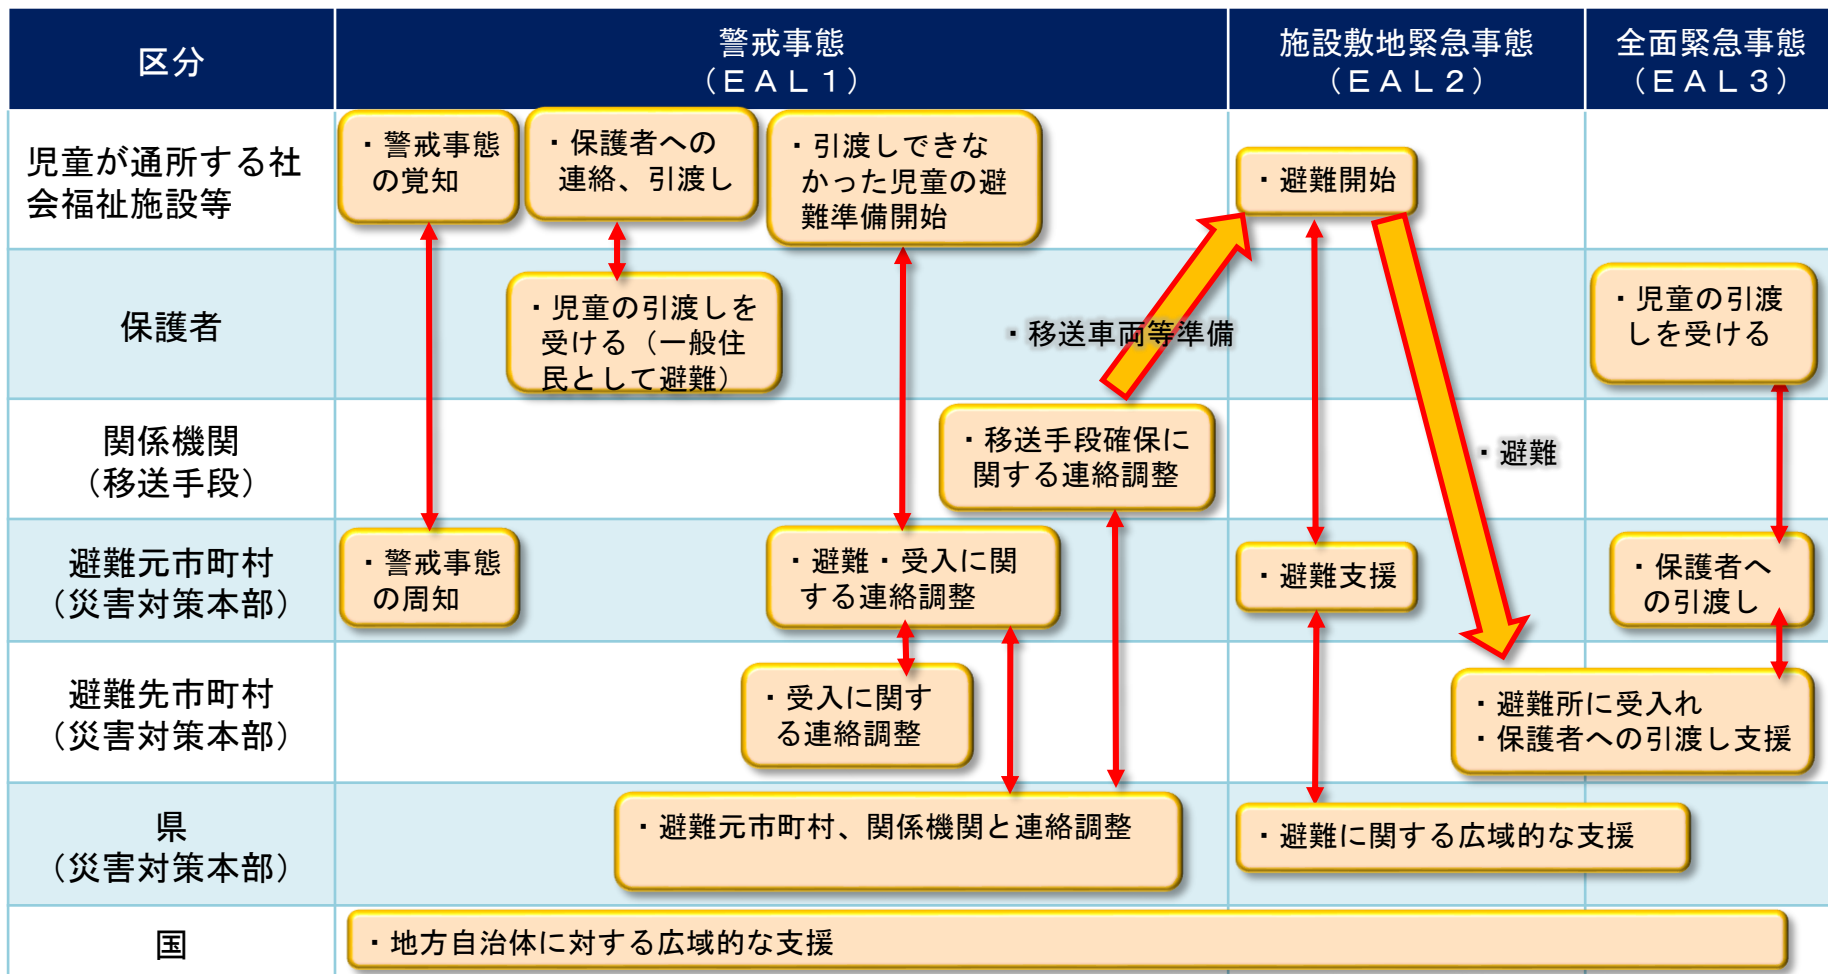 区分
警戒事態
（ＥＡＬ１）
施設敷地緊急事態
（ＥＡＬ２）
全面緊急事態
（ＥＡＬ３）
児童が通所する社
会福祉施設等
・警戒事態
の覚知
・保護者への
連絡、引渡し
・引渡しできな
かった児童の避
難準備開始
・避難開始
保護者
・児童の引渡しを
受ける（一般住
民として避難）
・移送車両等準備
・児童の引渡
しを受ける
関係機関
（移送手段）
・移送手段確保に
関する連絡調整
・避難
避難元市町村
（災害対策本部）
・警戒事態
の周知
・避難・受入に関
する連絡調整
・避難支援
・保護者へ
の引渡し
避難先市町村
（災害対策本部）
・受入に関す
る連絡調整
・避難所に受入れ
・保護者への引渡し支援
県
（災害対策本部）
・避難元市町村、関係機関と連絡調整
・避難に関する広域的な支援
国
・地方自治体に対する広域的な支援